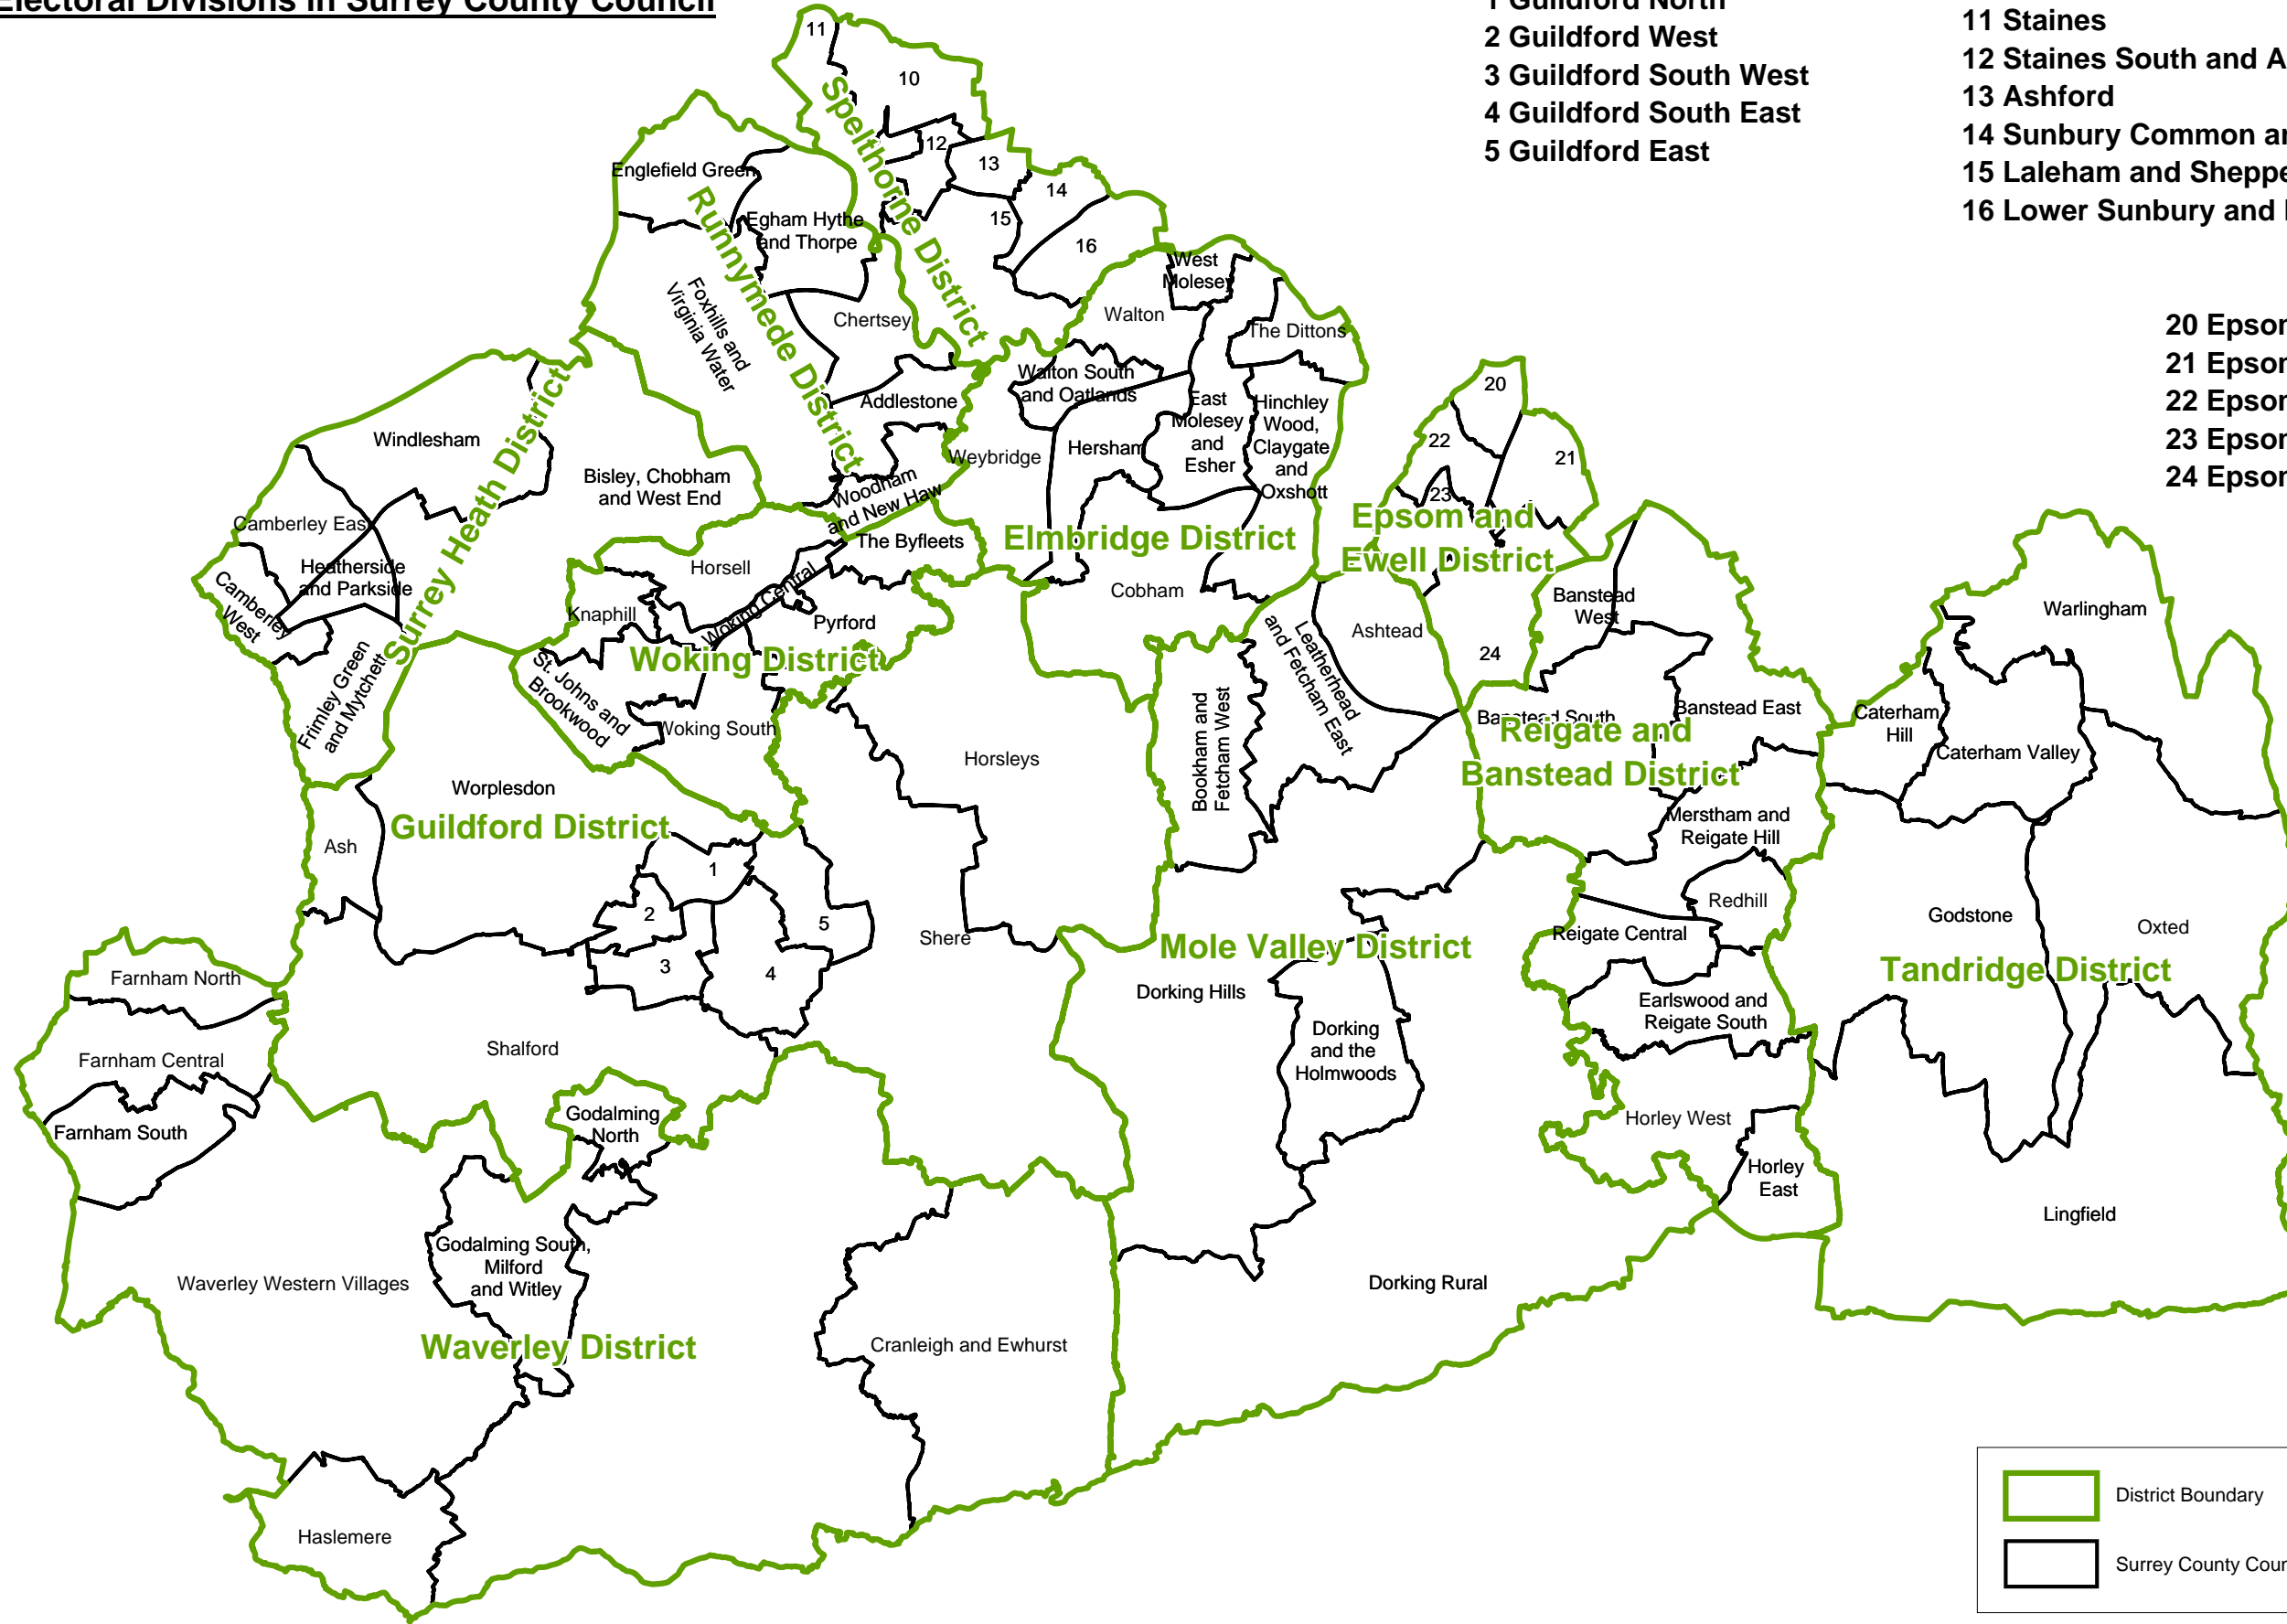 Electoral Divisions in Surrey County Council
1 Guildford North
2 Guildford West
3 Guildford South West
4 Guildford South East
5 Guildford East
11 Staines
12 Staines South and A
13 Ashford
14 Sunbury Common
15 Laleham and Sheppe
16 Lower Sunbury and
20 Epsom
21 Epsom
22 Epsom
23 Epsom
24 Epsom
11
10
12
13
14
15
16
Spelthorne District
Englefield Green
Egham Hythe
and Thorpe
Runnymede District
Foxhills and
Virginia Water
Chertsey
Addlestone
Woodham
and New Haw
West
Molesey
Walton
The Dittons
Walton South
and Oatlands
East
Molesey
and
Esher
Hinchley
Wood,
Claygate
and
Oxshott
Hersham
Weybridge
Elmbridge District
Cobham
20
22
21
23
Epsom and
Ewell District
24
Windlesham
Bisley, Chobham
and West End
Surrey Heath District
Camberley East
Heatherside
and Parkside
Camberley
West
Frimley Green
and Mytchett
The Byfleets
Horsell
Woking Central
Knaphill
Pyrford
Woking District
St. Johns and
Brookwood
Woking South
Banstead
West
Ashtead
Leatherhead
and Fetcham East
Bookham and
Fetcham West
Banstead South
Banstead East
Reigate and
Banstead District
Merstham and
Reigate Hill
Redhill
Reigate Central
Earlswood and
Reigate South
Horley West
Horley
East
Warlingham
Caterham
Hill
Caterham Valley
Godstone
Oxted
Tandridge District
Lingfield
Horsleys
Worplesdon
Guildford District
Ash
1
2
5
3
4
Shere
Shalford
Mole Valley District
Dorking Hills
Dorking
and the
Holmwoods
Dorking Rural
Farnham North
Farnham Central
Farnham South
Godalming
North
Godalming South,
Milford
and Witley
Waverley Western Villages
Waverley District
Cranleigh and Ewhurst
Haslemere
District Boundary
Surrey County Coun